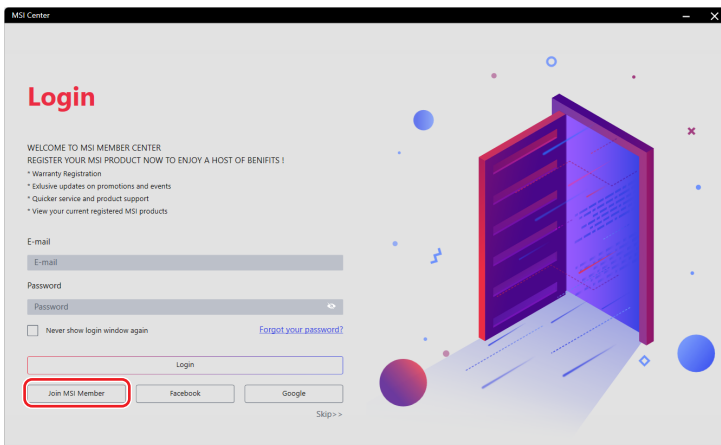 MSI Center
Login
WELCOME TO MSI MEMBER CENTER
REGISTER YOUR MSI PRODUCT NOW TO ENJOY A HOST OF BENIFITS !
* Warranty Registration
* Exlusive updates on promotions and events
* Quicker service and product support
* View your current registered MSI products
E-mail
E-mail
Password
Password
Never show login window again Forgot your password?
Login
Join MSI Member Facebook Google
Skip>>